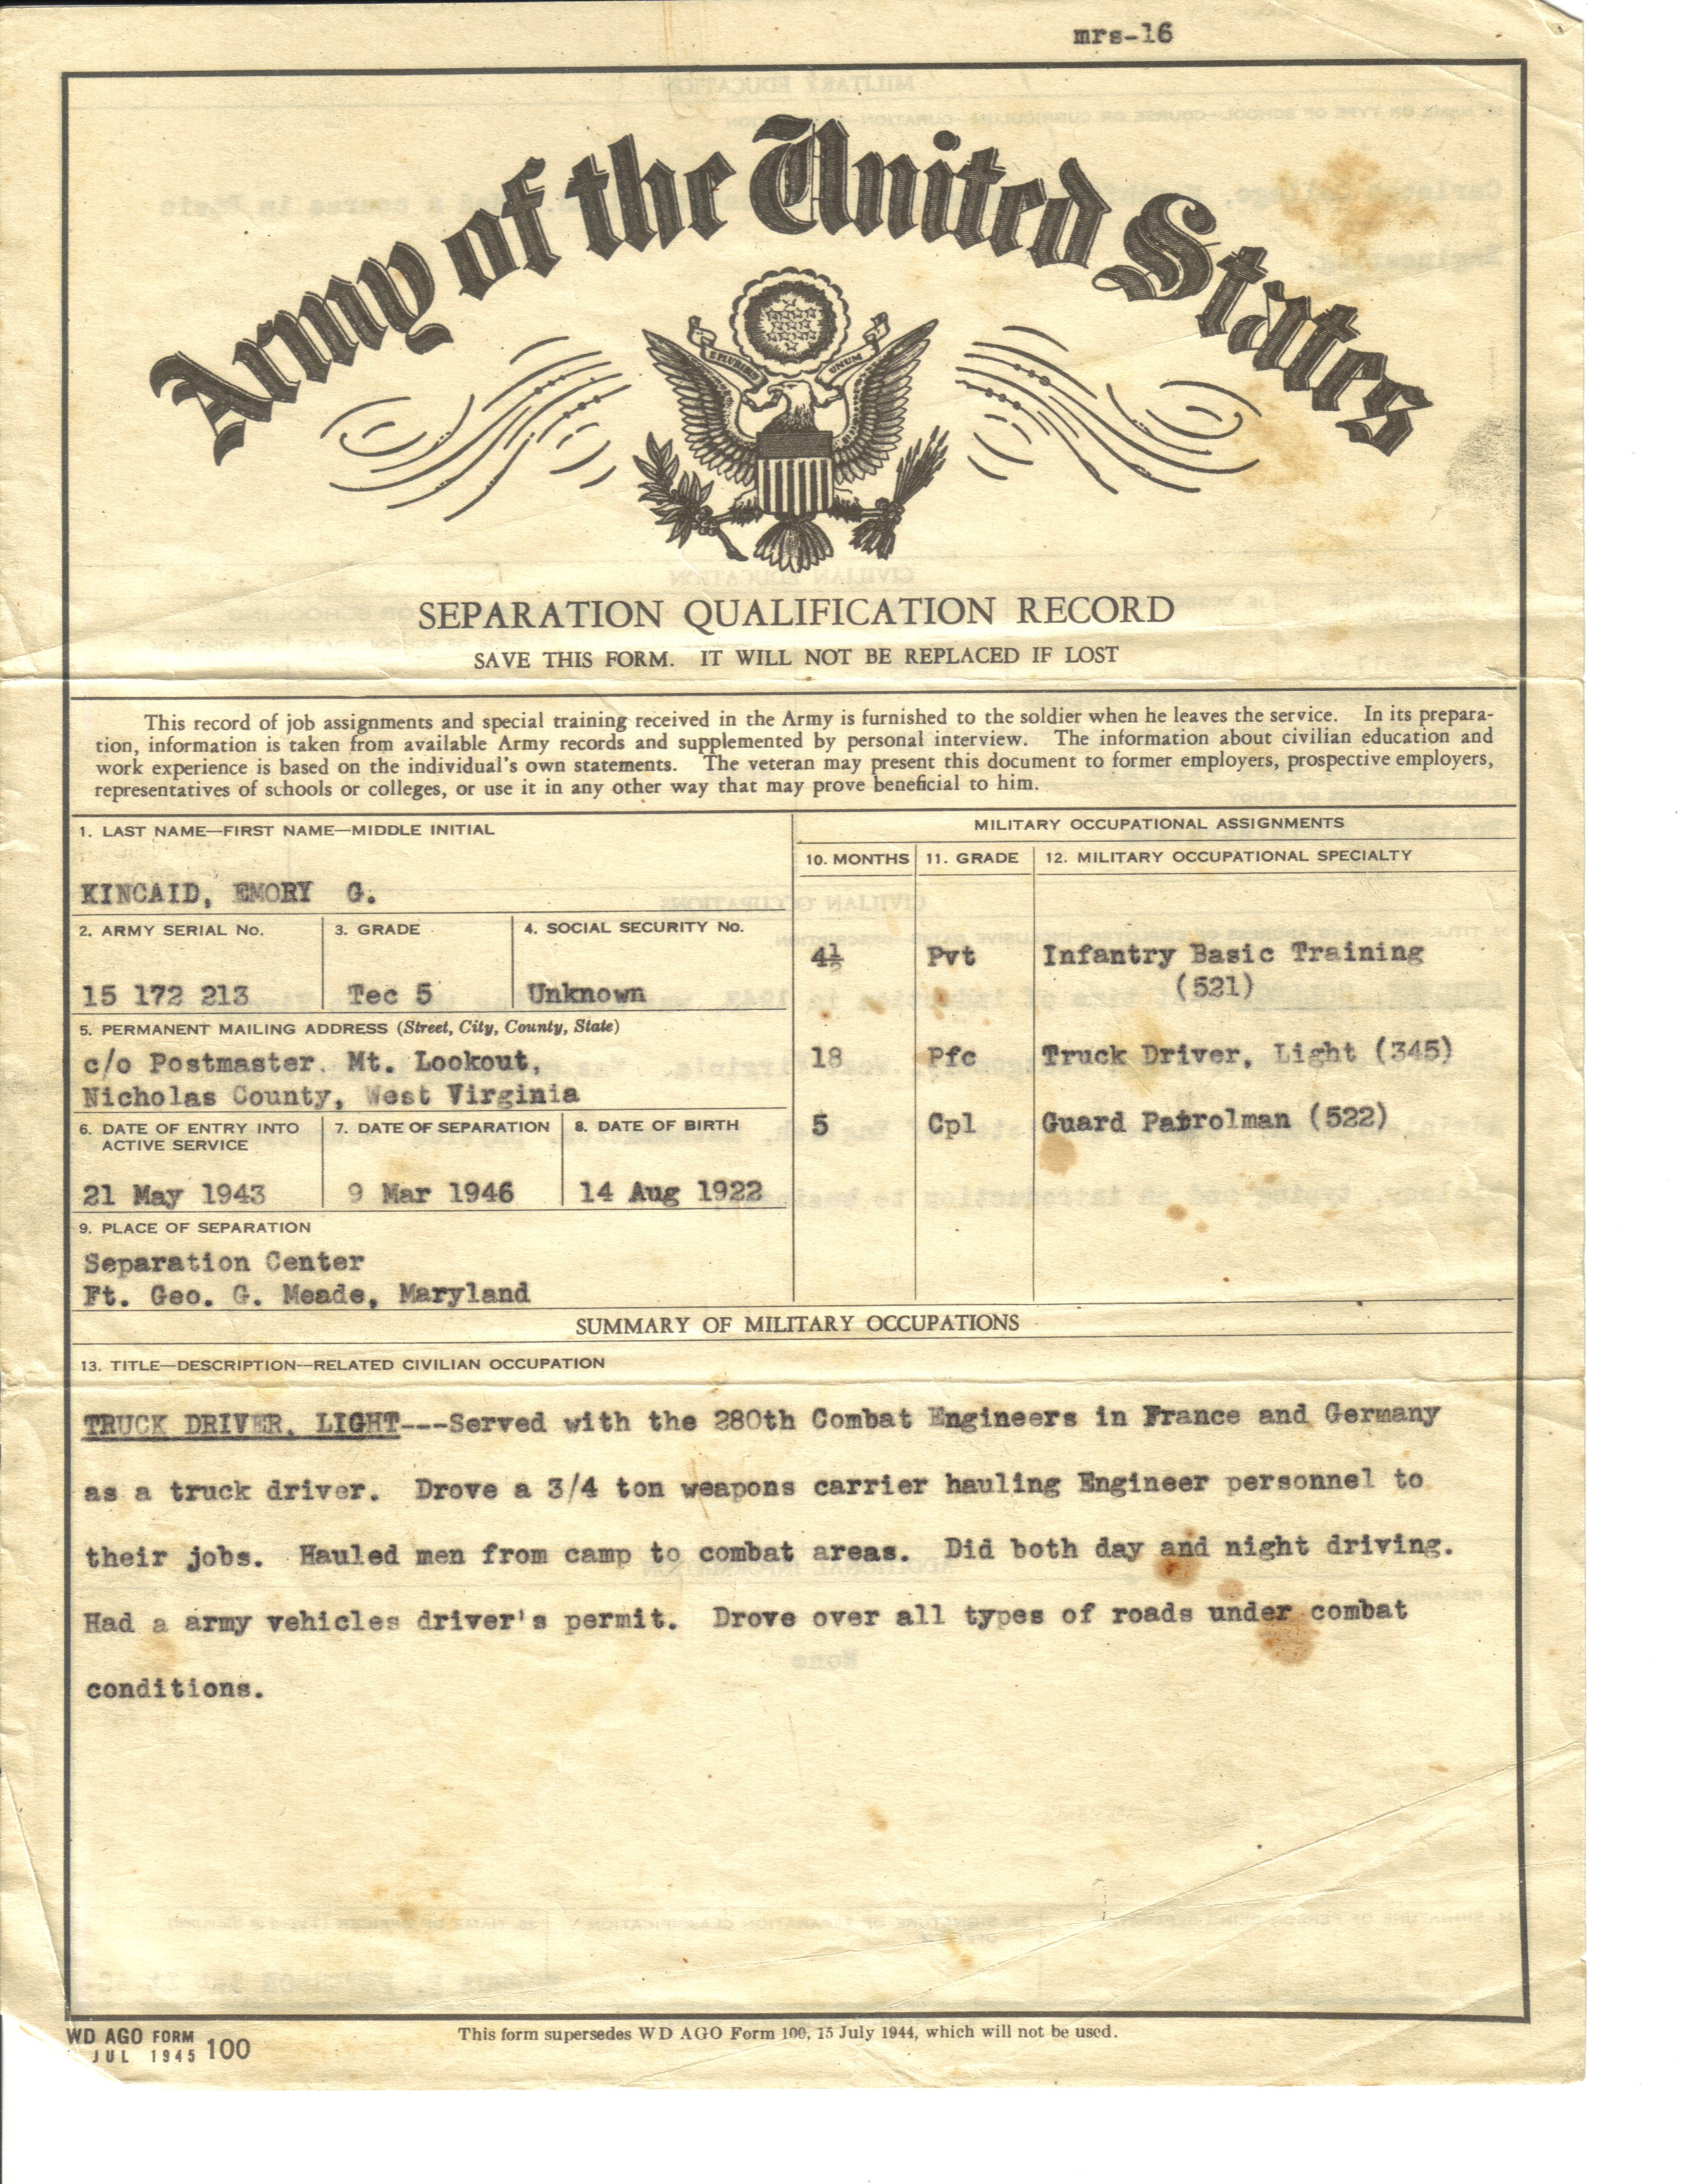 mrs-16
Army of the United States
E PLURIBUS UNUM
SEPARATION QUALIFICATION RECORD
SAVE THIS FORM. IT WILL NOT BE REPLACED IF LOST
This record of job assignments and special training received in the Army is furnished to the soldier when he leaves the service. In its prepara-
tion, information is taken from available Army records and supplemented by personal interview. The information about civilian education and
work experience is based on the individual's own statements. The veteran may present this document to former employers, prospective employers,
representatives of schools or colleges, or use it in any other way that may prove beneficial to him.
1. LAST NAME—FIRST NAME—MIDDLE INITIAL
KINCAID, EMORY G.
2. ARMY SERIAL No. 3. GRADE 4. SOCIAL SECURITY No.
15 172 213 Tec 5 Unknown
5. PERMANENT MAILING ADDRESS (Street, City, County, State)
c/o Postmaster. Mt. Lookout,
Nicholas County, West Virginia
6. DATE OF ENTRY INTO ACTIVE SERVICE 7. DATE OF SEPARATION 8. DATE OF BIRTH
21 May 1943 9 Mar 1946 14 Aug 1922
9. PLACE OF SEPARATION
Separation Center
Ft. Geo. G. Meade, Maryland
MILITARY OCCUPATIONAL ASSIGNMENTS
10. MONTHS 11. GRADE 12. MILITARY OCCUPATIONAL SPECIALTY
4½ Pvt Infantry Basic Training
(521)
18 Pfc Truck Driver, Light (345)
5 Cpl Guard Patrolman (522)
SUMMARY OF MILITARY OCCUPATIONS
13. TITLE—DESCRIPTION—RELATED CIVILIAN OCCUPATION
TRUCK DRIVER, LIGHT---Served with the 280th Combat Engineers in France and Germany
as a truck driver. Drove a 3/4 ton weapons carrier hauling Engineer personnel to
their jobs. Hauled men from camp to combat areas. Did both day and night driving.
Had a army vehicles driver's permit. Drove over all types of roads under combat
conditions.
WD AGO FORM 100
JUL 1945
This form supersedes WD AGO Form 100, 15 July 1944, which will not be used.